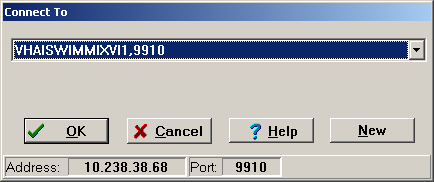 Connect To
VHAISWIMMIXVI1,9910
OK Cancel Help New
Address: 10.238.38.68 Port: 9910